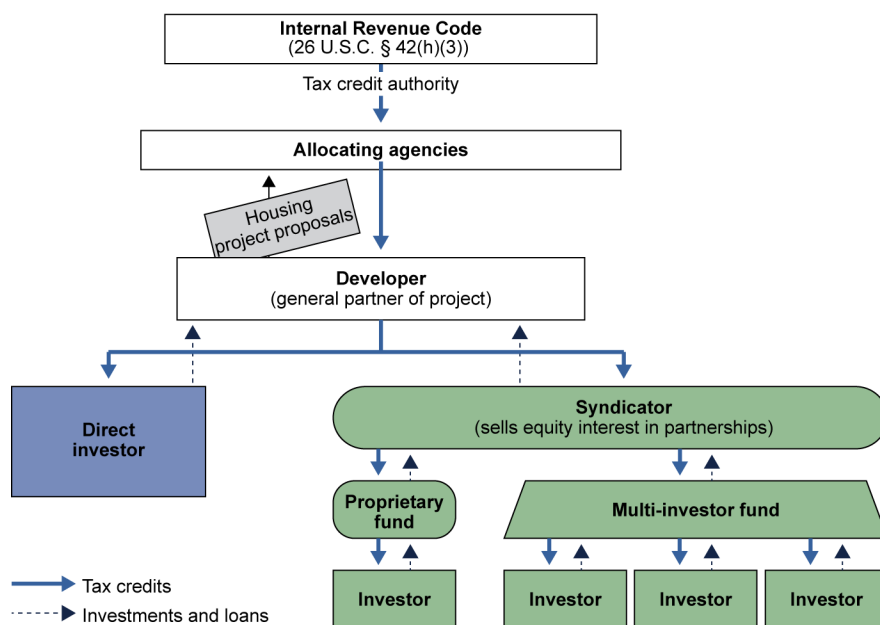 Internal Revenue Code
(26 U.S.C. § 42(h)(3))
Tax credit authority
Allocating agencies
Housing
project proposals
Developer
(general partner of project)
Direct
investor
Syndicator
(sells equity interest in partnerships)
Proprietary
fund
Multi-investor fund
Investor
Investor
Investor
Investor
Tax credits
Investments and loans